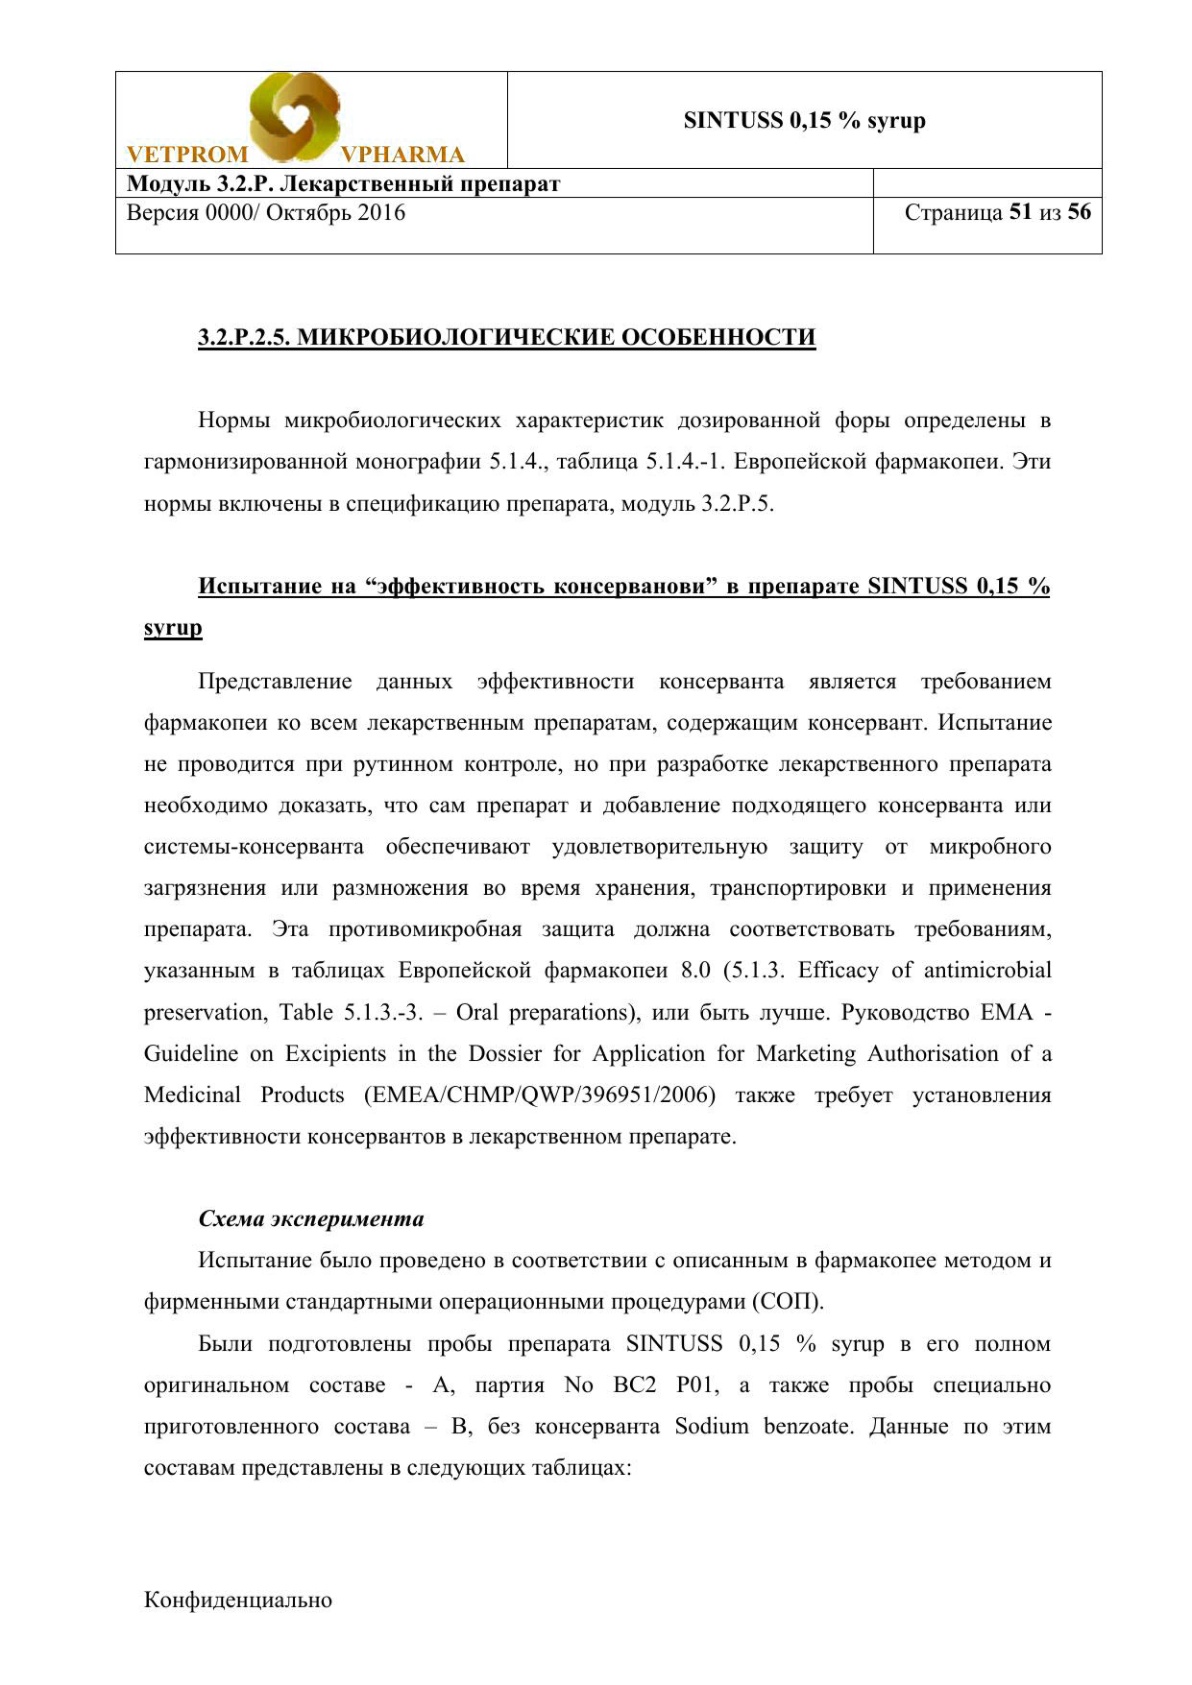 VETPROM VPHARMA
SINTUSS 0,15 % syrup
Модуль 3.2.Р. Лекарственный препарат
Версия 0000/ Октябрь 2016
Страница 51 из 56
3.2.Р.2.5. МИКРОБИОЛОГИЧЕСКИЕ ОСОБЕННОСТИ
Нормы микробиологических характеристик дозированной форы определены в
гармонизированной монографии 5.1.4., таблица 5.1.4.-1. Европейской фармакопеи. Эти
нормы включены в спецификацию препарата, модуль 3.2.Р.5.
Испытание на “эффективность консерванови” в препарате SINTUSS 0,15 %
syrup
Представление данных эффективности консерванта является требованием
фармакопеи ко всем лекарственным препаратам, содержащим консервант. Испытание
не проводится при рутинном контроле, но при разработке лекарственного препарата
необходимо доказать, что сам препарат и добавление подходящего консерванта или
системы-консерванта обеспечивают удовлетворительную защиту от микробного
загрязнения или размножения во время хранения, транспортировки и применения
препарата. Эта противомикробная защита должна соответствовать требованиям,
указанным в таблицах Европейской фармакопеи 8.0 (5.1.3. Efficacy of antimicrobial
preservation, Table 5.1.3.-3. – Oral preparations), или быть лучше. Руководство ЕМА -
Guideline on Excipients in the Dossier for Application for Marketing Authorisation of a
Medicinal Products (EMEA/CHMP/QWP/396951/2006) также требует установления
эффективности консервантов в лекарственном препарате.
Схема эксперимента
Испытание было проведено в соответствии с описанным в фармакопее методом и
фирменными стандартными операционными процедурами (СОП).
Были подготовлены пробы препарата SINTUSS 0,15 % syrup в его полном
оригинальном составе - А, партия No BC2 P01, а также пробы специально
приготовленного состава – В, без консерванта Sodium benzoate. Данные по этим
составам представлены в следующих таблицах:
Конфиденциально